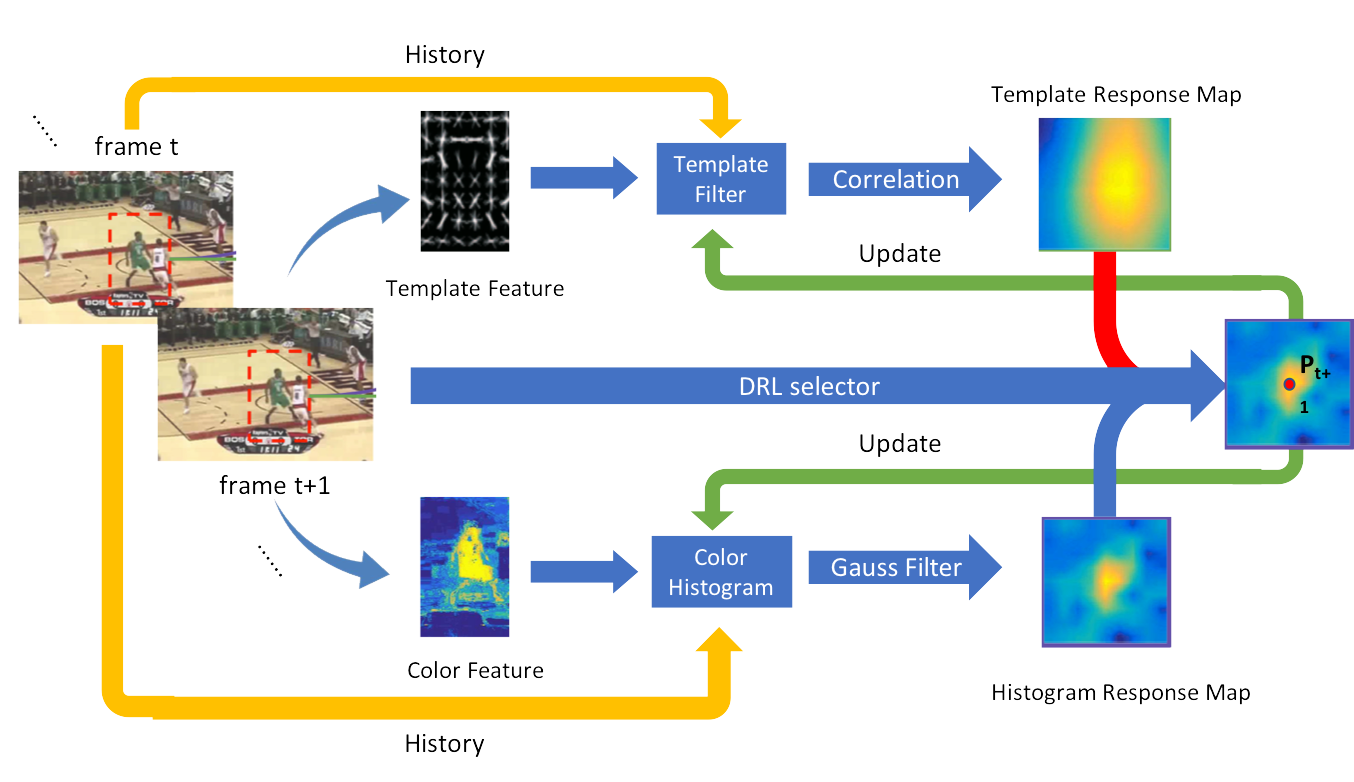 History
Template Response Map
frame t
Template
Filter
Correlation
Update
Template Feature
DRL selector
P t+
1
Update
frame t+1
Color
Histogram
Gauss Filter
Color Feature
Histogram Response Map
History